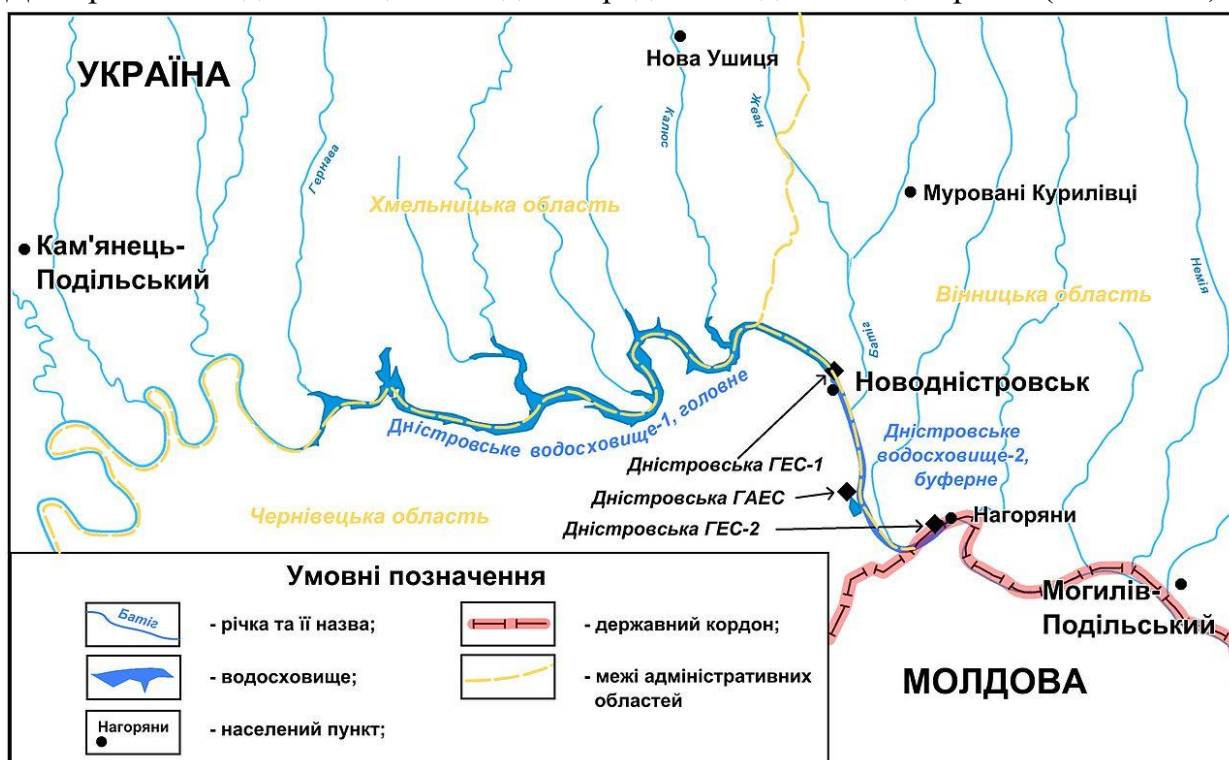 УКРАЇНА
Нова Ушиця
Калюс
Жван
Гернава
Хмельницька область
Муровані Курилівці
Кам'янець-
Подільський
Немія
Вінницька область
Батіг
Новодністровськ
Дністровське водосховище-1, головне
Дністровське
водосховище-2,
буферне
Дністровська ГЕС-1
Дністровська ГАЕС
Чернівецька область
Дністровська ГЕС-2
Нагоряни
Могилів-
Подільський
МОЛДОВА
Умовні позначення
Батіг
- річка та її назва;
- державний кордон;
- водосховище;
- межі адміністративних
областей
Нагоряни
- населений пункт;